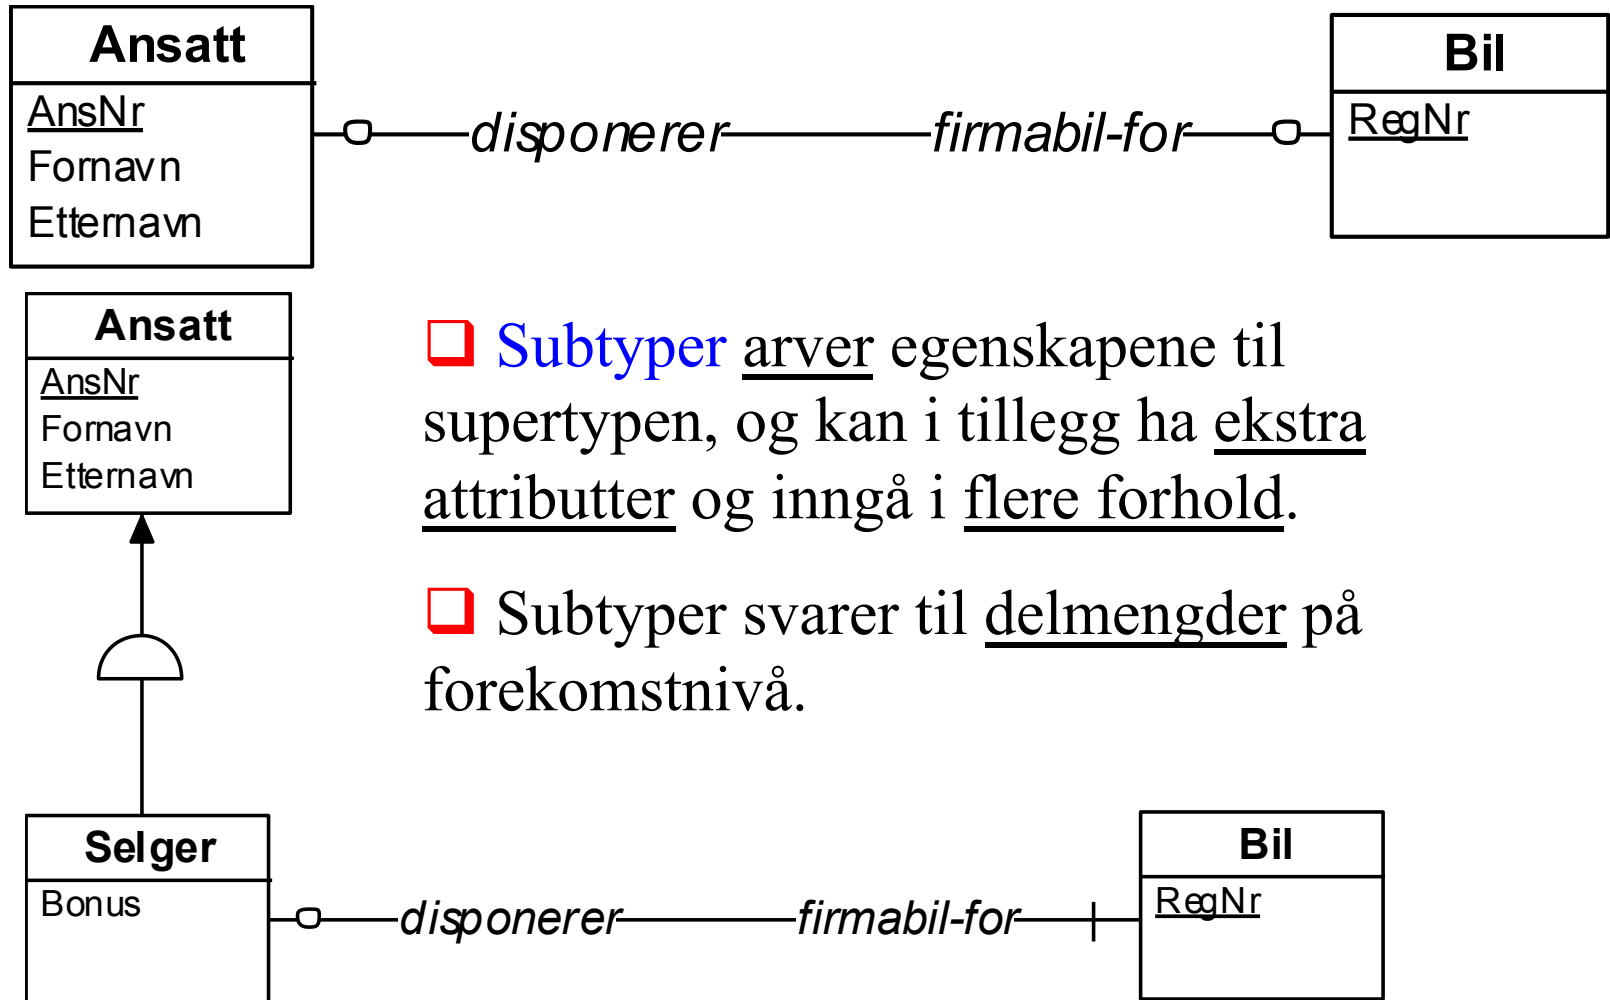 Ansatt
AnsNr
Fornavn
Etternavn
disponerer firmabil-for
Bil
RegNr
Ansatt
AnsNr
Fornavn
Etternavn
Subtyper arver egenskapene til
supertypen, og kan i tillegg ha ekstra
attributter og inngå i flere forhold.
Subtyper svarer til delmengder på
forekomstnivå.
Selger
Bonus
disponerer firmabil-for
Bil
RegNr